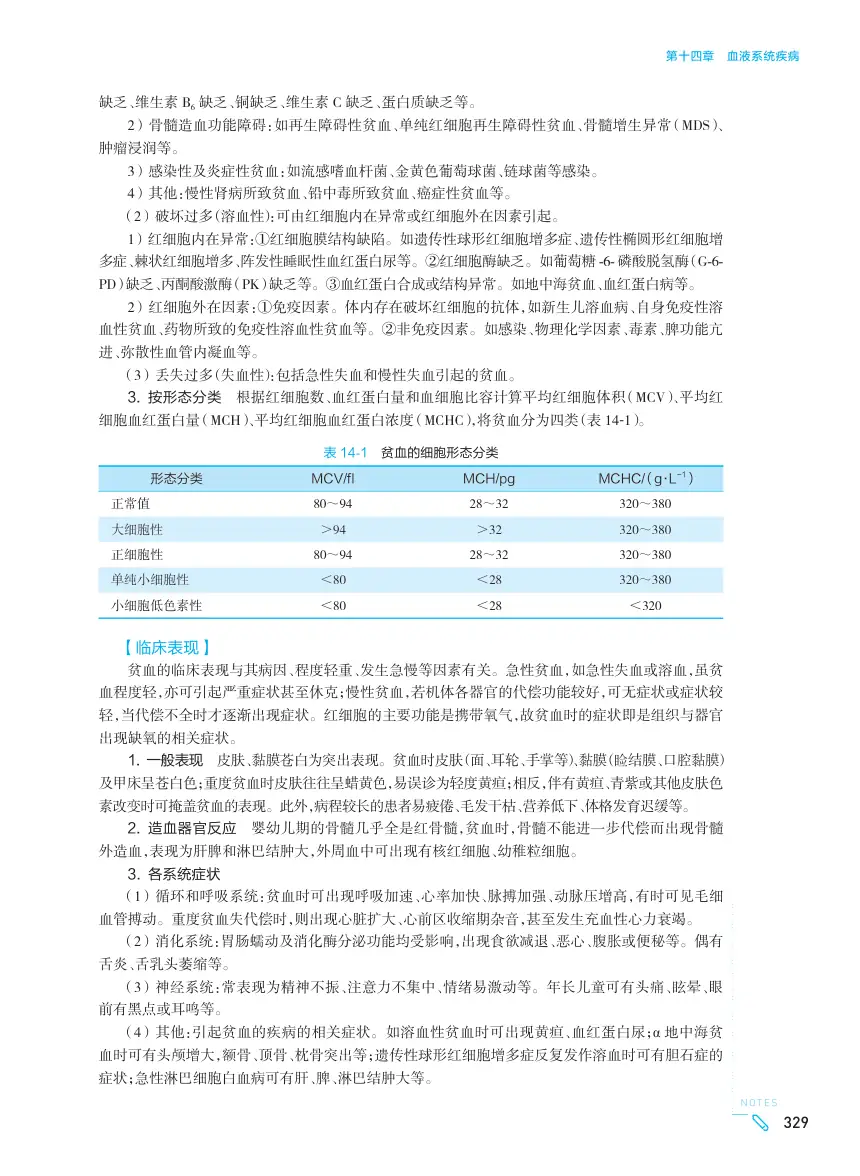 第十四章　血液系统疾病
缺乏、维生素 B₆ 缺乏、铜缺乏、维生素 C 缺乏、蛋白质缺乏等。
2）骨髓造血功能障碍：如再生障碍性贫血、单纯红细胞再生障碍性贫血、骨髓增生异常（MDS）、
肿瘤浸润等。
3）感染性及炎症性贫血：如流感嗜血杆菌、金黄色葡萄球菌、链球菌等感染。
4）其他：慢性肾病所致贫血、铅中毒所致贫血、癌症性贫血等。
（2）破坏过多（溶血性）：可由红细胞内在异常或红细胞外在因素引起。
1）红细胞内在异常：①红细胞膜结构缺陷。如遗传性球形红细胞增多症、遗传性椭圆形红细胞增
多症、棘状红细胞增多、阵发性睡眠性血红蛋白尿等。②红细胞酶缺乏。如葡萄糖 -6- 磷酸脱氢酶（G-6-
PD）缺乏、丙酮酸激酶（PK）缺乏等。③血红蛋白合成或结构异常。如地中海贫血、血红蛋白病等。
2）红细胞外在因素：①免疫因素。体内存在破坏红细胞的抗体，如新生儿溶血病、自身免疫性溶
血性贫血、药物所致的免疫性溶血性贫血等。②非免疫因素。如感染、物理化学因素、毒素、脾功能亢
进、弥散性血管内凝血等。
（3）丢失过多（失血性）：包括急性失血和慢性失血引起的贫血。
3. 按形态分类　根据红细胞数、血红蛋白量和血细胞比容计算平均红细胞体积（MCV）、平均红
细胞血红蛋白量（MCH）、平均红细胞血红蛋白浓度（MCHC），将贫血分为四类（表 14-1）。
表 14-1　贫血的细胞形态分类
形态分类　MCV/fl　MCH/pg　MCHC/（g·L⁻¹）
正常值　80～94　28～32　320～380
大细胞性　＞94　＞32　320～380
正细胞性　80～94　28～32　320～380
单纯小细胞性　＜80　＜28　320～380
小细胞低色素性　＜80　＜28　＜320
【临床表现】
贫血的临床表现与其病因、程度轻重、发生急慢等因素有关。急性贫血，如急性失血或溶血，虽贫
血程度轻，亦可引起严重症状甚至休克；慢性贫血，若机体各器官的代偿功能较好，可无症状或症状较
轻，当代偿不全时才逐渐出现症状。红细胞的主要功能是携带氧气，故贫血时的症状即是组织与器官
出现缺氧的相关症状。
1. 一般表现　皮肤、黏膜苍白为突出表现。贫血时皮肤（面、耳轮、手掌等）、黏膜（睑结膜、口腔黏膜）
及甲床呈苍白色；重度贫血时皮肤往往呈蜡黄色，易误诊为轻度黄疸；相反，伴有黄疸、青紫或其他皮肤色
素改变时可掩盖贫血的表现。此外，病程较长的患者易疲倦、毛发干枯、营养低下、体格发育迟缓等。
2. 造血器官反应　婴幼儿期的骨髓几乎全是红骨髓，贫血时，骨髓不能进一步代偿而出现骨髓
外造血，表现为肝脾和淋巴结肿大，外周血中可出现有核红细胞、幼稚粒细胞。
3. 各系统症状
（1）循环和呼吸系统：贫血时可出现呼吸加速、心率加快、脉搏加强、动脉压增高，有时可见毛细
血管搏动。重度贫血失代偿时，则出现心脏扩大、心前区收缩期杂音，甚至发生充血性心力衰竭。
（2）消化系统：胃肠蠕动及消化酶分泌功能均受影响，出现食欲减退、恶心、腹胀或便秘等。偶有
舌炎、舌乳头萎缩等。
（3）神经系统：常表现为精神不振、注意力不集中、情绪易激动等。年长儿童可有头痛、眩晕、眼
前有黑点或耳鸣等。
（4）其他：引起贫血的疾病的相关症状。如溶血性贫血时可出现黄疸、血红蛋白尿；α 地中海贫
血时可有头颅增大，额骨、顶骨、枕骨突出等；遗传性球形红细胞增多症反复发作溶血时可有胆石症的
症状；急性淋巴细胞白血病可有肝、脾、淋巴结肿大等。
NOTES
329